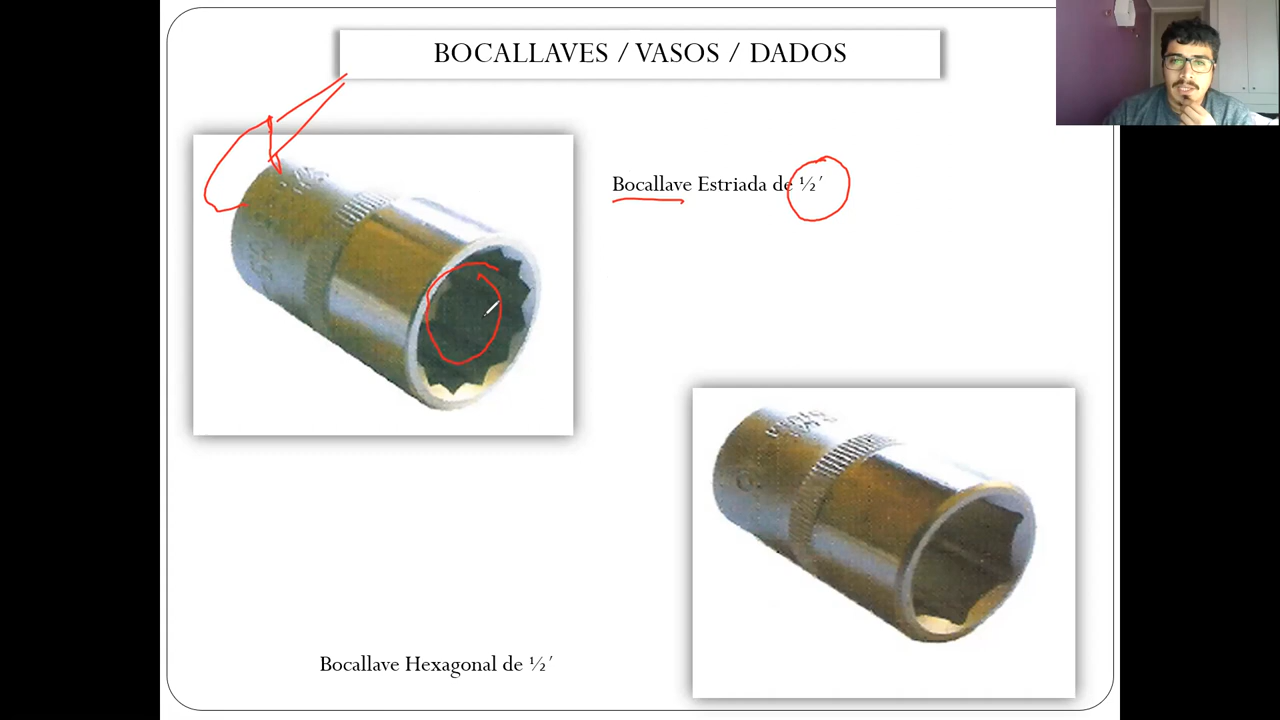 BOCALLAVES / VASOS / DADOS
Bocallave Estriada de ½′
Bocallave Hexagonal de ½′